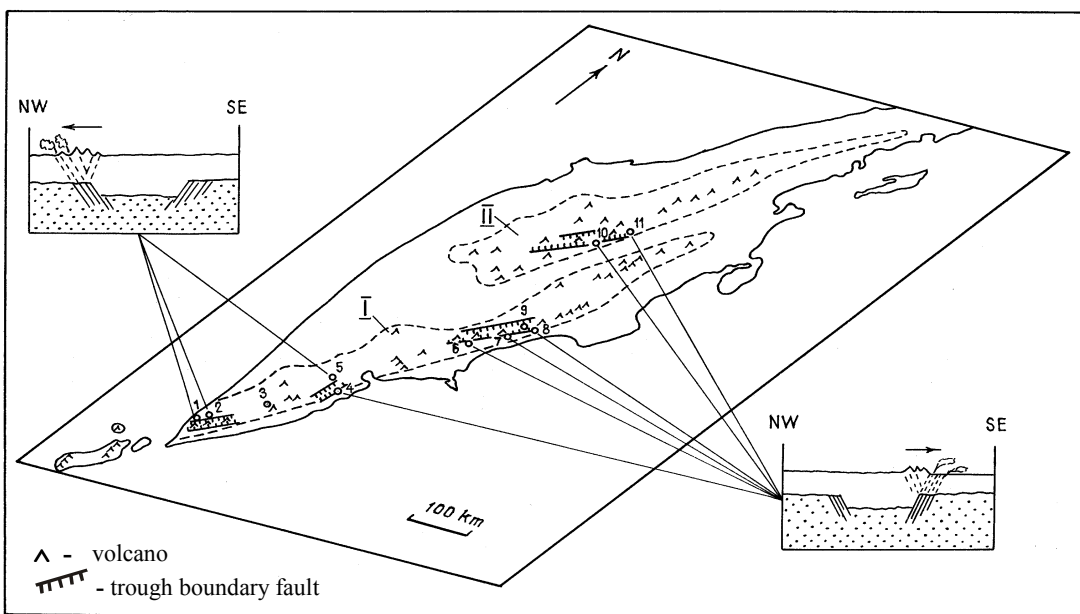 N
NW SE
II
10 11
I
9
6 7 8
5
3 4
1 2
NW SE
100 km
- volcano
- trough boundary fault